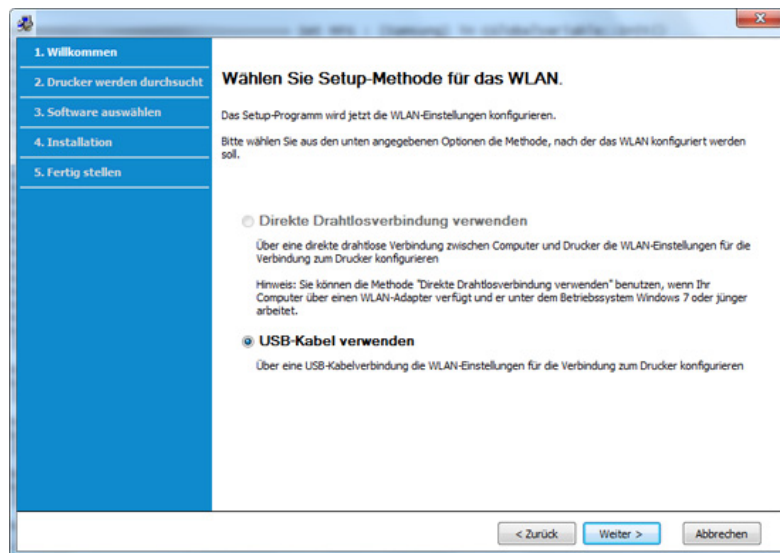 1. Willkommen
2. Drucker werden durchsucht
3. Software auswählen
4. Installation
5. Fertig stellen
Wählen Sie Setup-Methode für das WLAN.
Das Setup-Programm wird jetzt die WLAN-Einstellungen konfigurieren.
Bitte wählen Sie aus den unten angegebenen Optionen die Methode, nach der das WLAN konfiguriert werden
soll.
Direkte Drahtlosverbindung verwenden
Über eine direkte drahtlose Verbindung zwischen Computer und Drucker die WLAN-Einstellungen für die
Verbindung zum Drucker konfigurieren
Hinweis: Sie können die Methode "Direkte Drahtlosverbindung verwenden" benutzen, wenn Ihr
Computer über einen WLAN-Adapter verfügt und er unter dem Betriebssystem Windows 7 oder jünger
arbeitet.
USB-Kabel verwenden
Über eine USB-Kabelverbindung die WLAN-Einstellungen für die Verbindung zum Drucker konfigurieren
< Zurück Weiter > Abbrechen